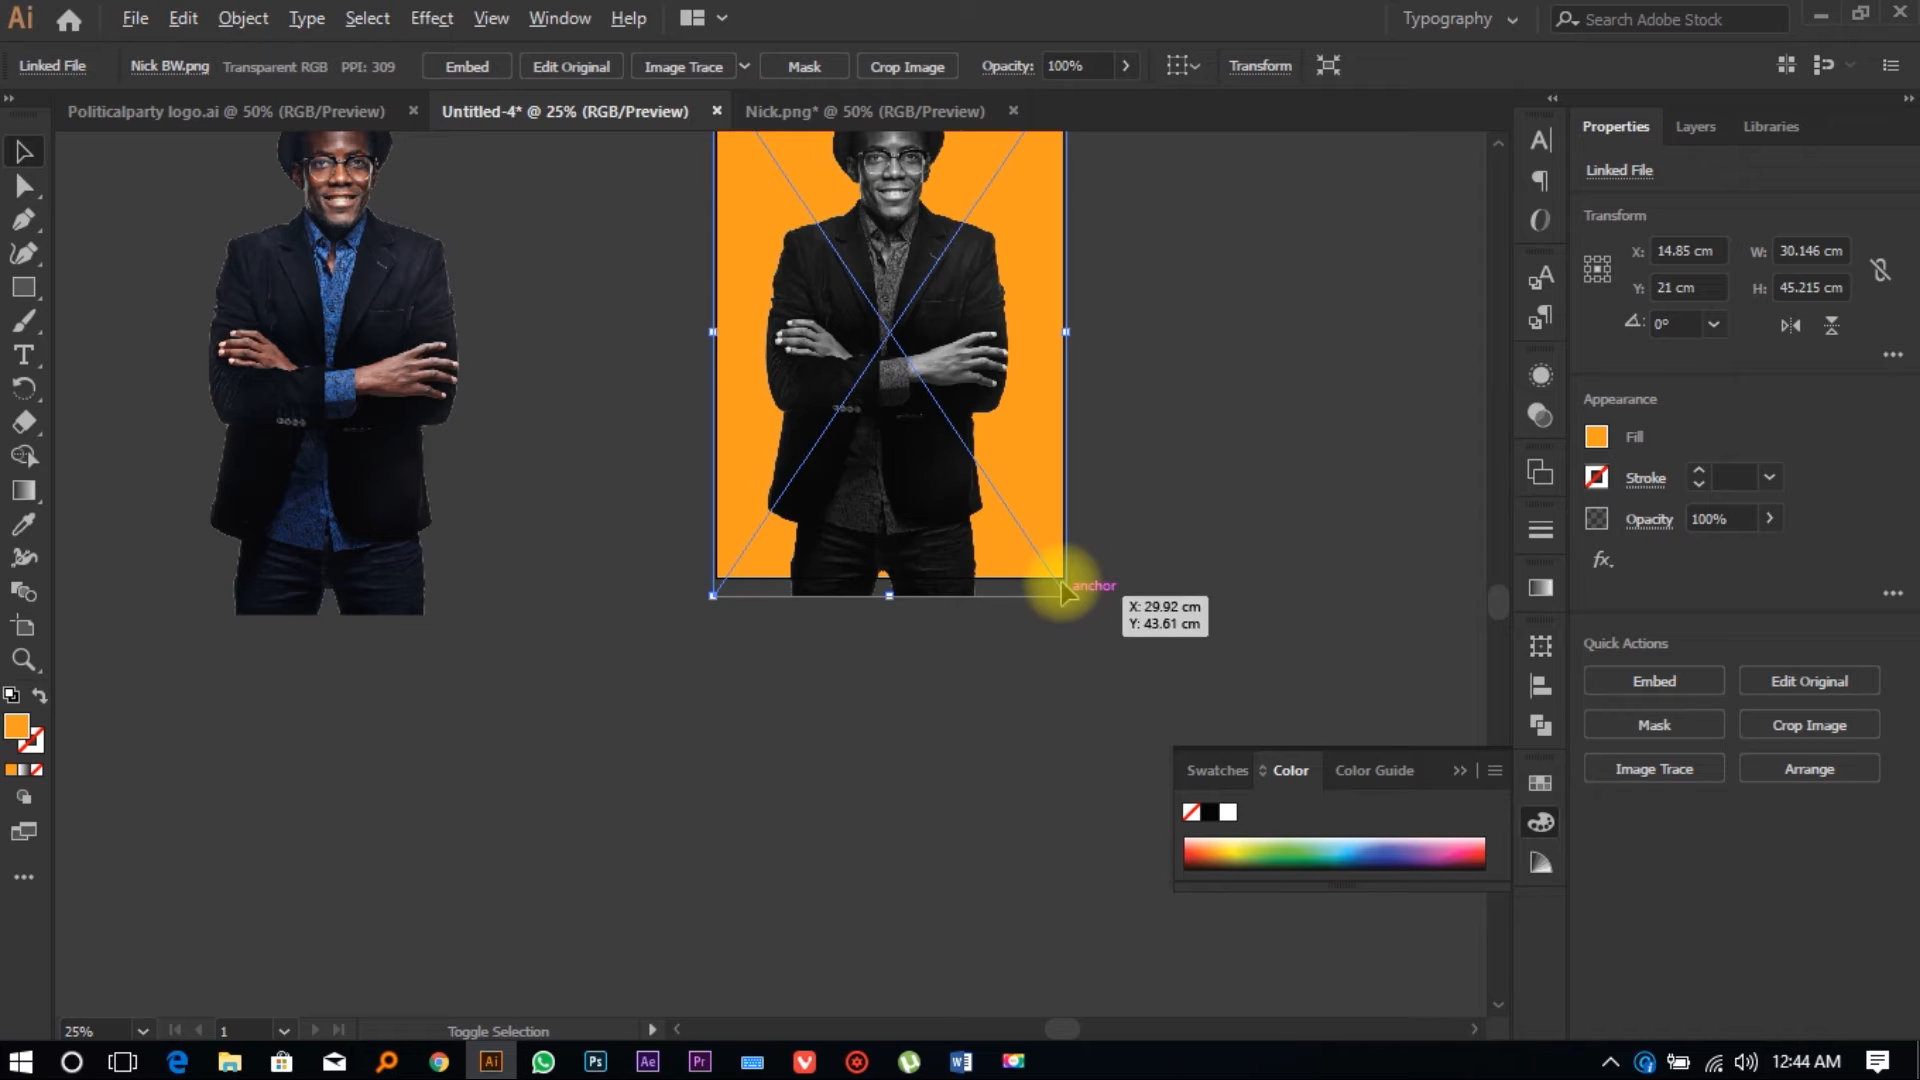 Ai File Edit Object Type Select Effect View Window Help Typography Search Adobe Stock
Linked File Nick BW.png Transparent RGB PPI: 309 Embed Edit Original Image Trace Mask Crop Image Opacity: 100% Transform
Politicalparty logo.ai @ 50% (RGB/Preview) Untitled-4* @ 25% (RGB/Preview) Nick.png* @ 50% (RGB/Preview)
Properties Layers Libraries
Linked File
Transform
X: 14.85 cm W: 30.146 cm
Y: 21 cm H: 45.215 cm
0°
Appearance
Fill
Stroke
Opacity 100%
fx.
anchor
X: 29.92 cm
Y: 43.61 cm
Quick Actions
Embed Edit Original
Mask Crop Image
Image Trace Arrange
Swatches Color Color Guide
25% 1 Toggle Selection
Ai Ps Ae Pr 12:44 AM